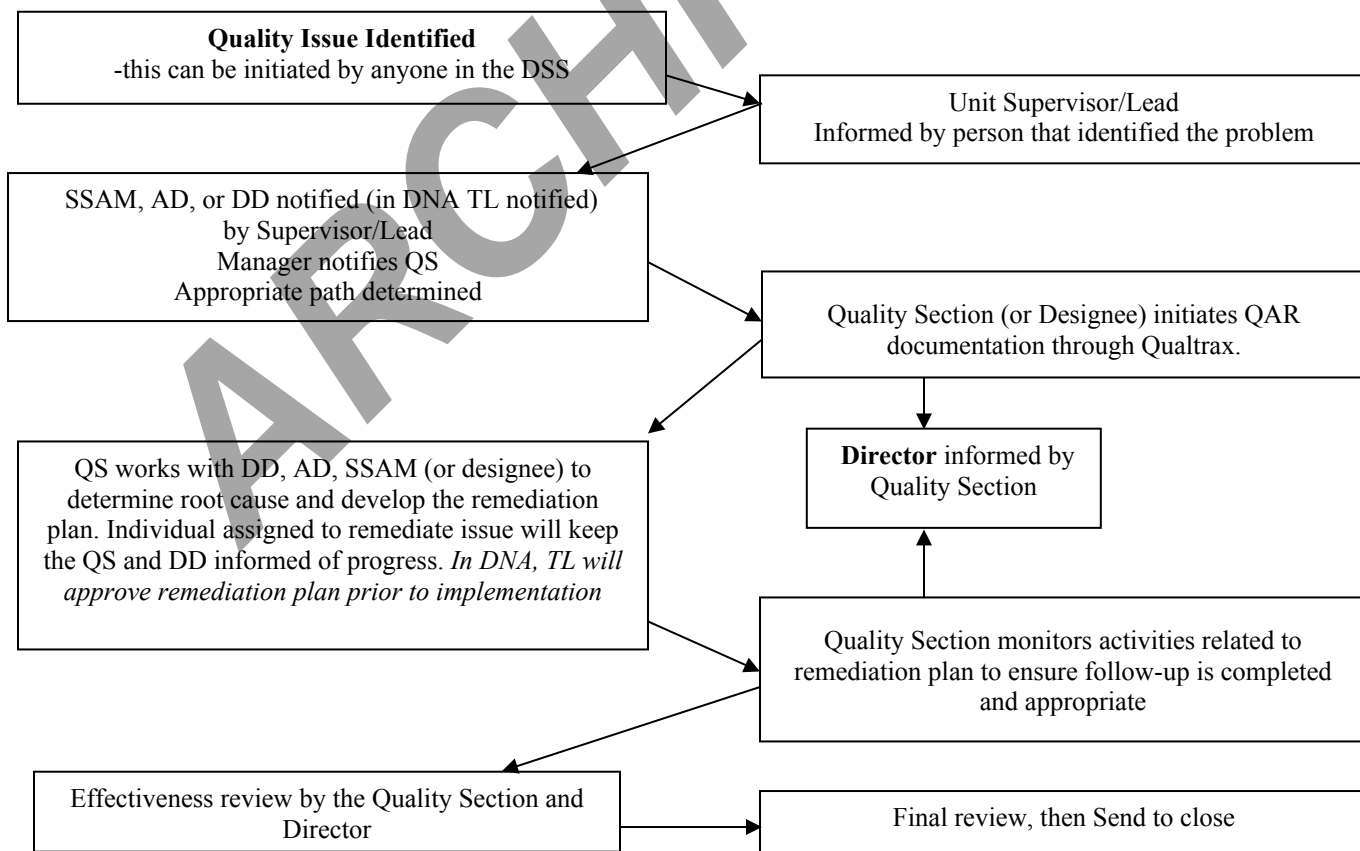 Quality Issue Identified
-this can be initiated by anyone in the DSS
Unit Supervisor/Lead
Informed by person that identified the problem
SSAM, AD, or DD notified (in DNA TL notified)
by Supervisor/Lead
Manager notifies QS
Appropriate path determined
Quality Section (or Designee) initiates QAR
documentation through Qualtrax.
Director informed by
Quality Section
QS works with DD, AD, SSAM (or designee) to
determine root cause and develop the remediation
plan. Individual assigned to remediate issue will keep
the QS and DD informed of progress. In DNA, TL will
approve remediation plan prior to implementation
Quality Section monitors activities related to
remediation plan to ensure follow-up is completed
and appropriate
Effectiveness review by the Quality Section and
Director
Final review, then Send to close
ARCHI